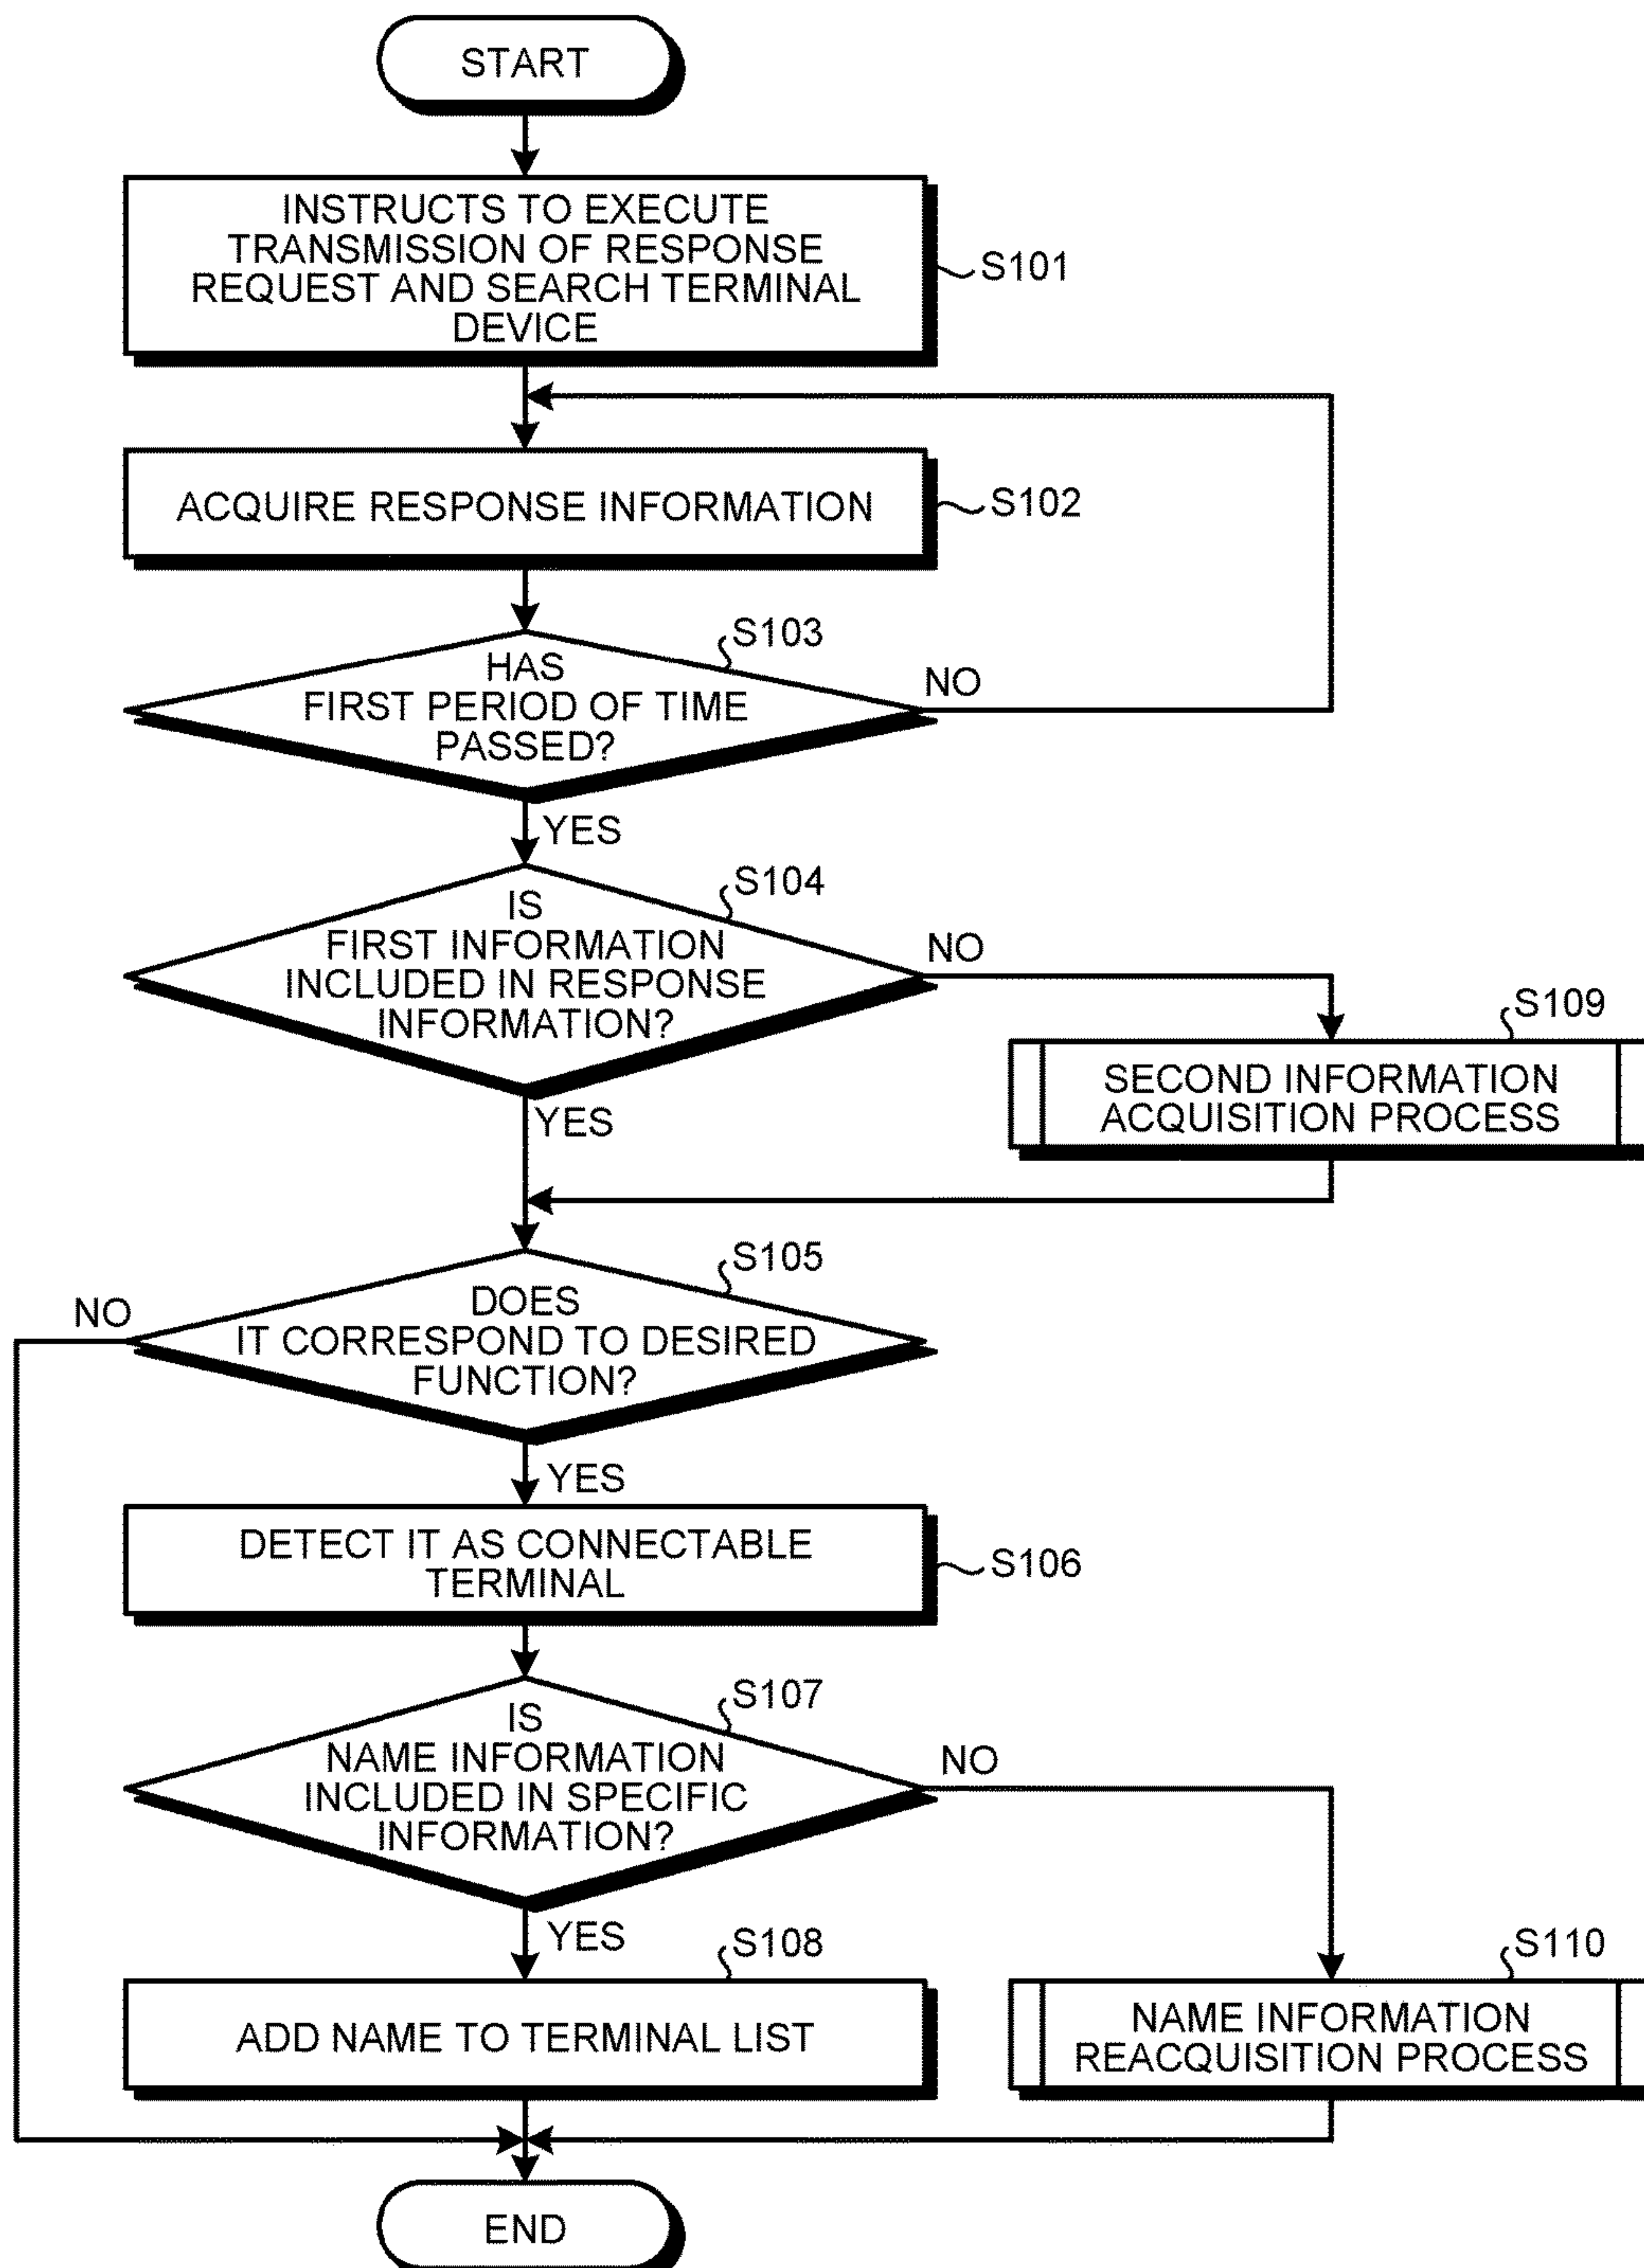 START
INSTRUCTS TO EXECUTE
TRANSMISSION OF RESPONSE
REQUEST AND SEARCH TERMINAL
DEVICE
S101
ACQUIRE RESPONSE INFORMATION
S102
S103
HAS
FIRST PERIOD OF TIME
PASSED?
NO
YES
S104
IS
FIRST INFORMATION
INCLUDED IN RESPONSE
INFORMATION?
NO
YES
S109
SECOND INFORMATION
ACQUISITION PROCESS
S105
DOES
IT CORRESPOND TO DESIRED
FUNCTION?
NO
YES
DETECT IT AS CONNECTABLE
TERMINAL
S106
S107
IS
NAME INFORMATION
INCLUDED IN SPECIFIC
INFORMATION?
NO
YES
S108
ADD NAME TO TERMINAL LIST
S110
NAME INFORMATION
REACQUISITION PROCESS
END